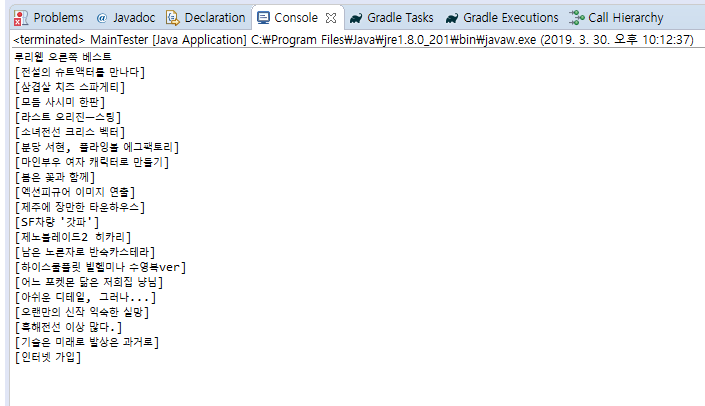 Problems @ Javadoc Declaration Console Gradle Tasks Gradle Executions Call Hierarchy
<terminated> MainTester [Java Application] C:₩Program Files₩Java₩jre1.8.0_201₩bin₩javaw.exe (2019. 3. 30. 오후 10:12:37)
루리웹 오른쪽 베스트
[전설의 슈트액터를 만나다]
[삼겹살 치즈 스파게티]
[모듬 사시미 한판]
[라스트 오리진―스팅]
[소녀전선 크리스 벡터]
[분당 서현, 플라잉볼 에그팩토리]
[마인부우 여자 캐릭터로 만들기]
[봄은 꽃과 함께]
[액션피규어 이미지 연출]
[제주에 장만한 타운하우스]
[SF차량 '갓파']
[제노블레이드2 히카리]
[남은 노른자로 반숙카스테라]
[하이스쿨플릿 빌헬미나 수영복ver]
[어느 포켓몬 닮은 저희집 냥님]
[아쉬운 디테일, 그러나...]
[오랜만의 신작 익숙한 실망]
[흑해전선 이상 많다.]
[기술은 미래로 발상은 과거로]
[인터넷 가입]